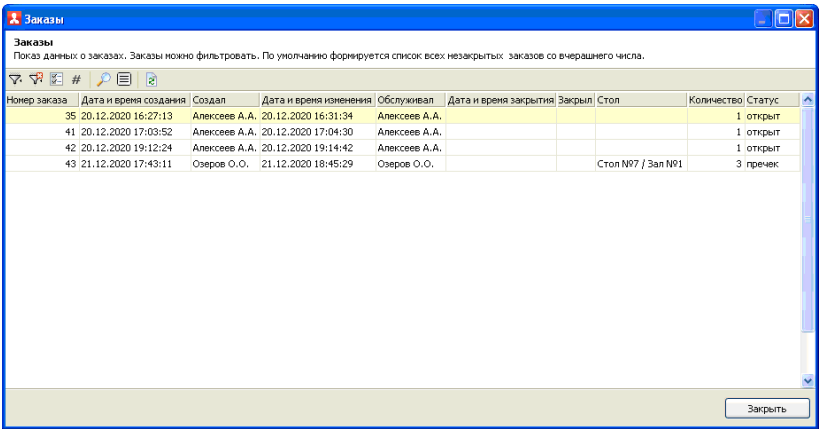 Заказы
Заказы
Показ данных о заказах. Заказы можно фильтровать. По умолчанию формируется список всех незакрытых заказов со вчерашнего числа.
#
Номер заказа Дата и время создания Создал Дата и время изменения Обслуживал Дата и время закрытия Закрыл Стол Количество Статус
35 20.12.2020 16:27:13 Алексеев А.А. 20.12.2020 16:31:34 Алексеев А.А. 1 открыт
41 20.12.2020 17:03:52 Алексеев А.А. 20.12.2020 17:04:30 Алексеев А.А. 1 открыт
42 20.12.2020 19:12:24 Алексеев А.А. 20.12.2020 19:14:42 Алексеев А.А. 1 открыт
43 21.12.2020 17:43:11 Озеров О.О. 21.12.2020 18:45:29 Озеров О.О. Стол №7 / Зал №1 3 пречек
Закрыть